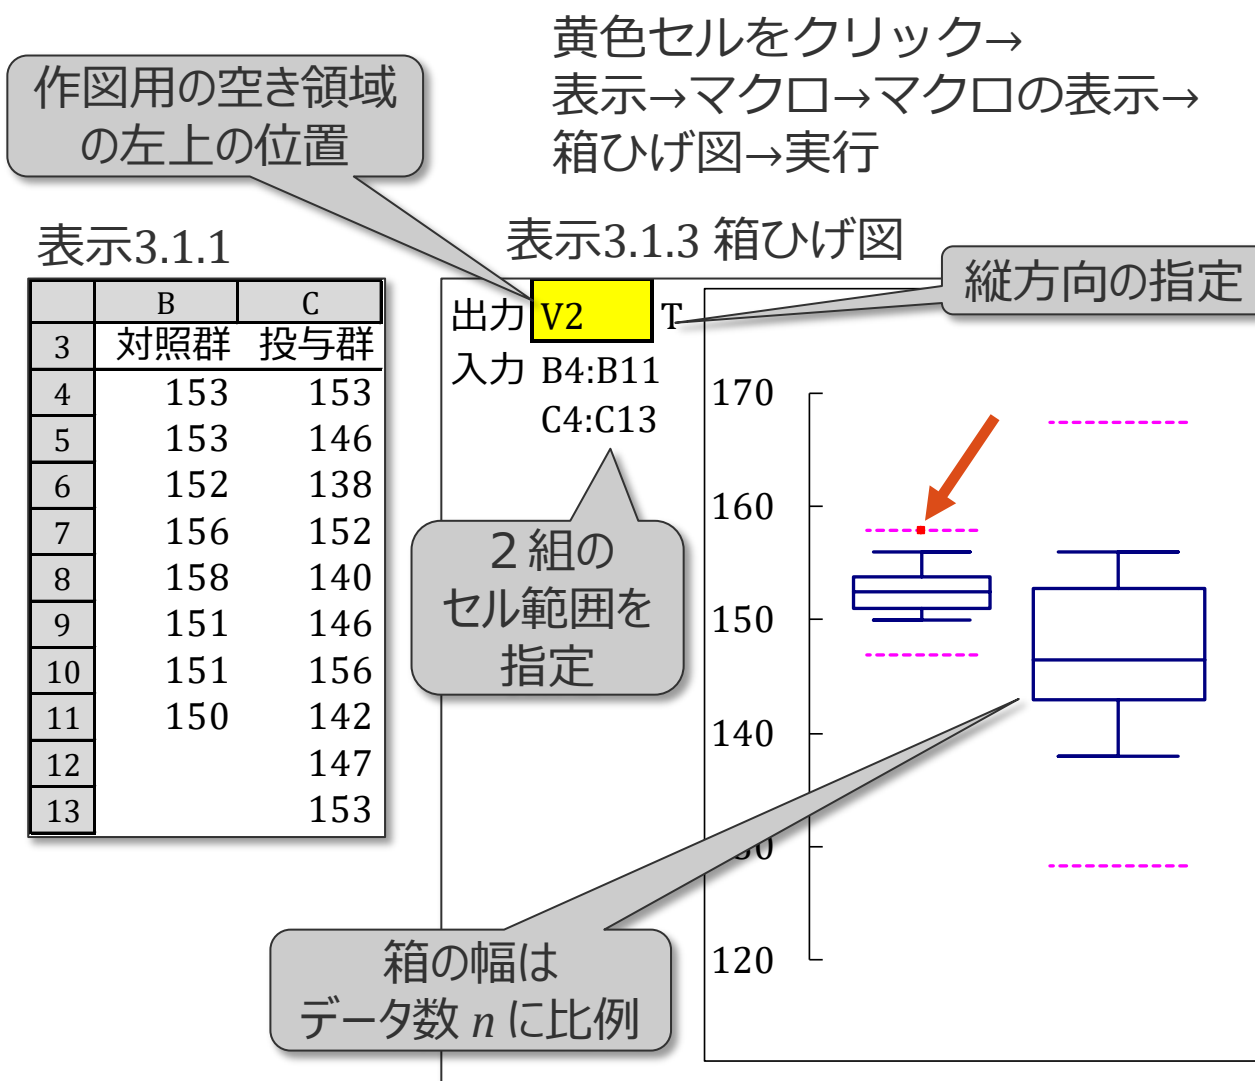 黄色セルをクリック→
表示→マクロ→マクロの表示→
箱ひげ図→実行
作図用の空き領域
の左上の位置
表示3.1.1
B C
3 対照群 投与群
4 153 153
5 153 146
6 152 138
7 156 152
8 158 140
9 151 146
10 151 156
11 150 142
12 147
13 153
表示3.1.3 箱ひげ図
縦方向の指定
出力 V2 T
入力 B4:B11
C4:C13
2組の
セル範囲を
指定
170
160
150
140
120
箱の幅は
データ数 n に比例